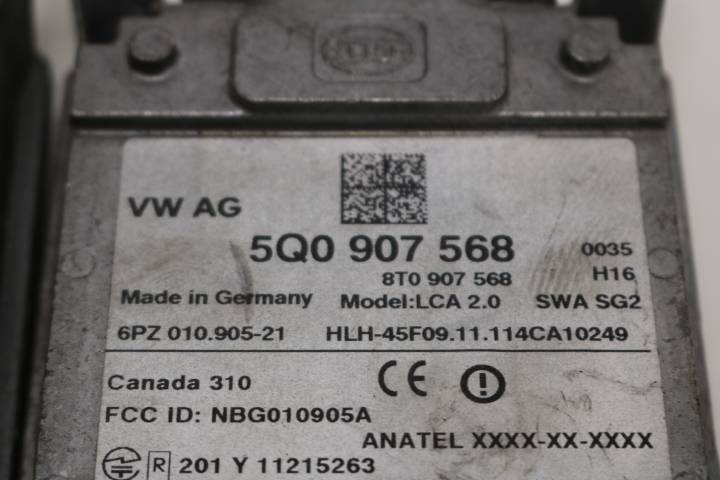 VW AG
5Q0 907 568 0035
8T0 907 568 H16
Made in Germany Model:LCA 2.0 SWA SG2
6PZ 010.905-21 HLH-45F09.11.114CA10249
Canada 310 CE
FCC ID: NBG010905A
ANATEL XXXX-XX-XXXX
R 201 Y 11215263